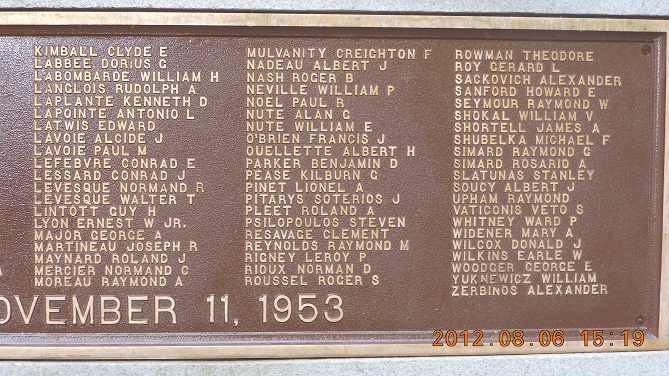 KIMBALL CLYDE E
LABBEE DORIUS G
LABOMBARDE WILLIAM H
LANGLOIS RUDOLPH A
LAPLANTE KENNETH D
LAPOINTE ANTONIO L
LATWIS EDWARD
LAVOIE ALCIDE J
LAVOIE PAUL M
LEFEBVRE CONRAD E
LESSARD CONRAD J
LEVESQUE NORMAND R
LEVESQUE WALTER T
LINTOTT GUY H
LYON ERNEST W JR.
MAJOR GEORGE A
MARTINEAU JOSEPH R
MAYNARD ROLAND J
MERCIER NORMAND C
MOREAU RAYMOND A
MULVANITY CREIGHTON F
NADEAU ALBERT J
NASH ROGER B
NEVILLE WILLIAM P
NOEL PAUL R
NUTE ALAN G
NUTE WILLIAM E
O'BRIEN FRANCIS J
OUELLETTE ALBERT H
PARKER BENJAMIN D
PEASE KILBURN G
PINET LIONEL A
PITARYS SOTERIOS J
PLEET ROLAND A
PSILOPOULOS STEVEN
RESAVAGE CLEMENT
REYNOLDS RAYMOND M
RIGNEY LEROY P
RIOUX NORMAN D
ROUSSEL ROGER S
ROWMAN THEODORE
ROY GERARD L
SACKOVICH ALEXANDER
SANFORD HOWARD E
SEYMOUR RAYMOND W
SHOKAL WILLIAM V
SHORTELL JAMES A
SHUBELKA MICHAEL F
SIMARD RAYMOND G
SIMARD ROSARIO A
SLATUNAS STANLEY
SOUCY ALBERT J
UPHAM RAYMOND
VATICONIS VETO S
WHITNEY WARD P
WIDENER MARY A
WILCOX DONALD J
WILKINS EARLE W
WOODGER GEORGE E
YUKNEWICZ WILLIAM
ZERBINOS ALEXANDER
OVEMBER 11, 1953
2012.08.06 15:19